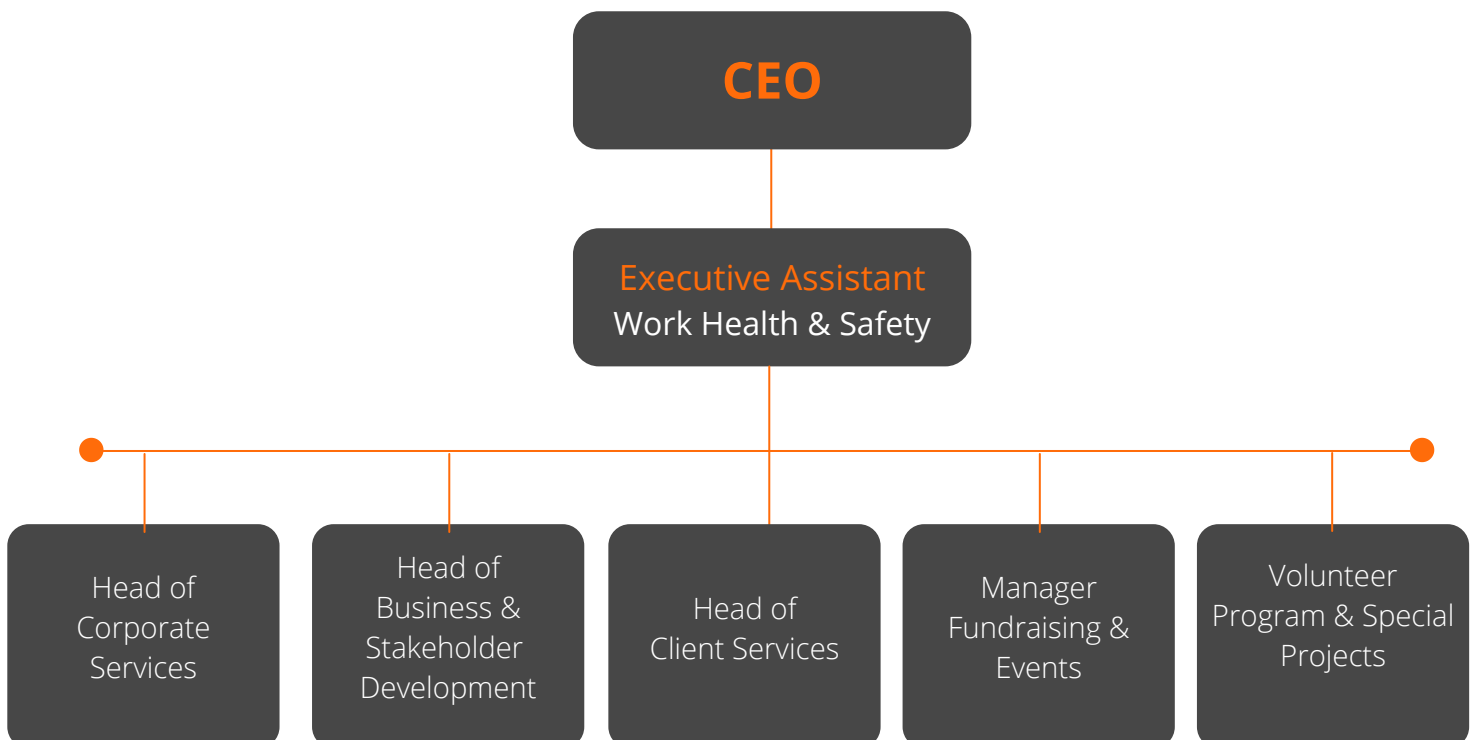 CEO
Executive Assistant
Work Health & Safety
Head of
Corporate
Services
Head of
Business &
Stakeholder
Development
Head of
Client Services
Manager
Fundraising &
Events
Volunteer
Program & Special
Projects